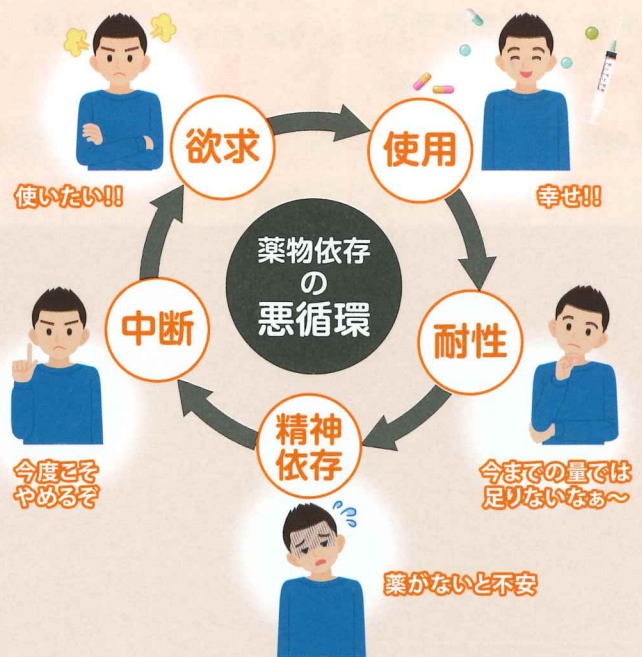 薬物依存
の
悪循環
欲求
使いたい!!
使用
幸せ!!
耐性
今までの量では
足りないなぁ～
精神
依存
薬がないと不安
中断
今度こそ
やめるぞ